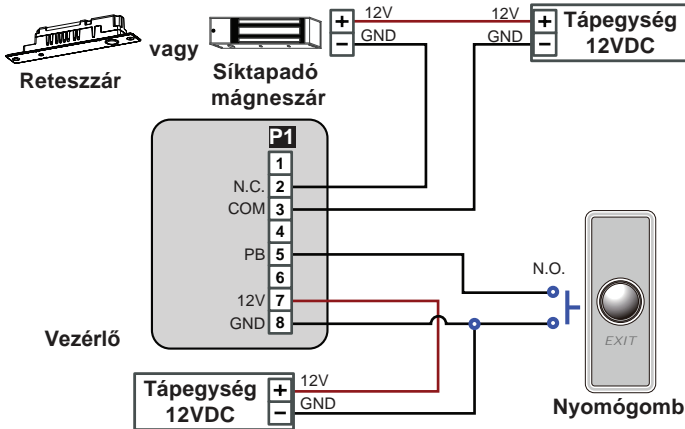 + 12V 12V + Tápegység
− GND GND − 12VDC
vagy
Reteszzár
Síktapadó
mágneszár
P1
1
N.C. 2
COM 3
4
PB 5
6
12V 7
GND 8
N.O.
EXIT
Vezérlő
Nyomógomb
Tápegység + 12V
12VDC − GND